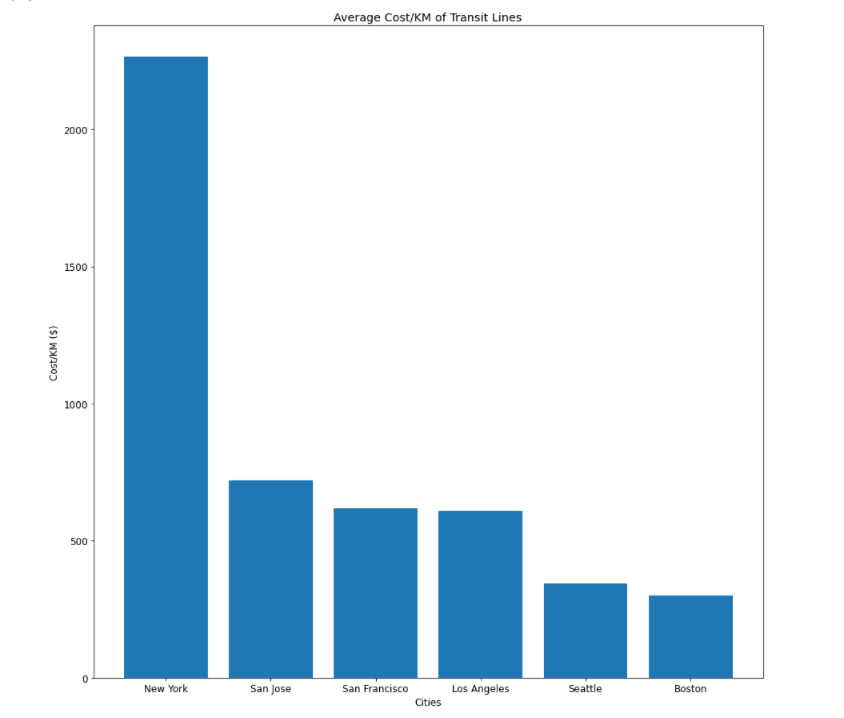 Average Cost/KM of Transit Lines
2000
1500
1000
500
0
Cost/KM ($)
New York
San Jose
San Francisco
Los Angeles
Seattle
Boston
Cities